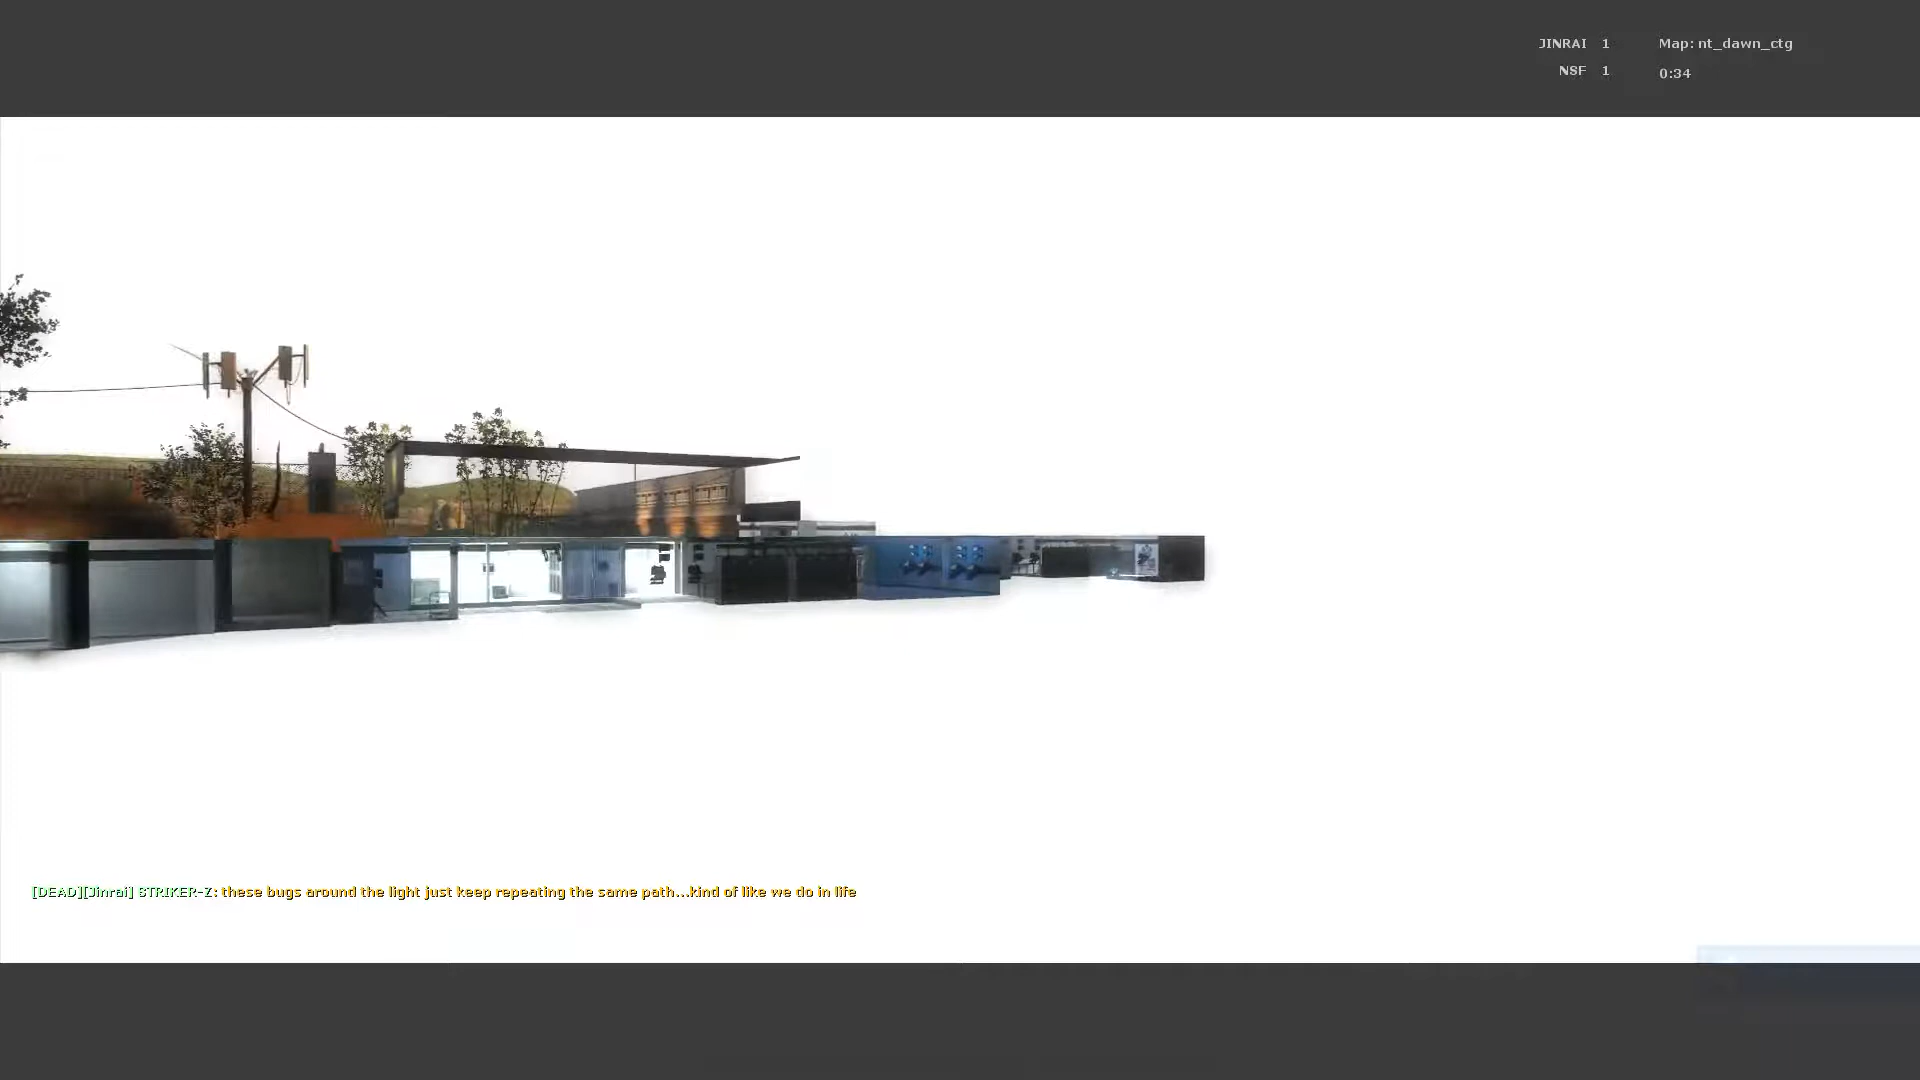 JINRAI 1 Map: nt_dawn_ctg
NSF 1 0:34
[DEAD][Jinrai] STRIKER-Z: these bugs around the light just keep repeating the same path...kind of like we do in life